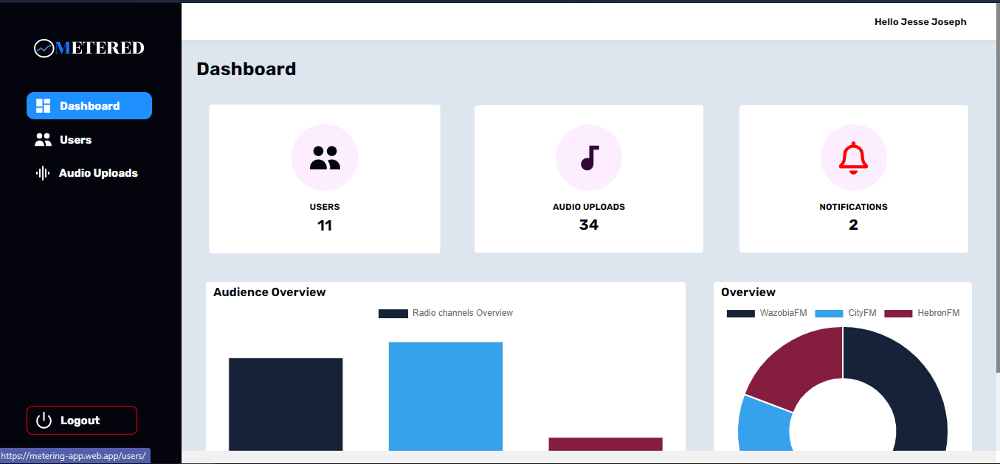 Hello Jesse Joseph
METERED
Dashboard
Users
Audio Uploads
Logout
https://metering-app.web.app/users/
Dashboard
USERS
11
AUDIO UPLOADS
34
NOTIFICATIONS
2
Audience Overview
Radio channels Overview
Overview
WazobiaFM CityFM HebronFM